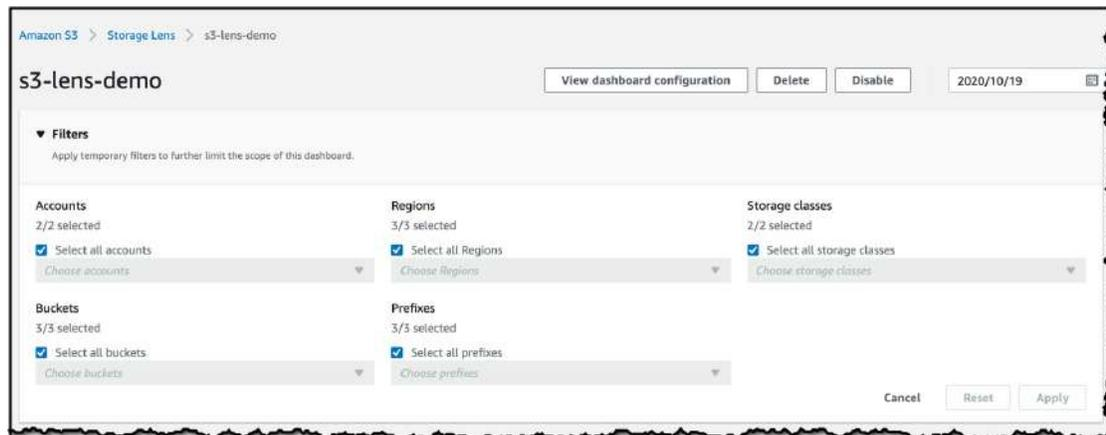 Amazon S3 > Storage Lens > s3-lens-demo
s3-lens-demo
View dashboard configuration Delete Disable 2020/10/19
▼ Filters
Apply temporary filters to further limit the scope of this dashboard.
Accounts Regions Storage classes
2/2 selected 3/3 selected 2/2 selected
Select all accounts Select all Regions Select all storage classes
Choose accounts Choose Regions Choose storage classes
Buckets Prefixes
3/3 selected 3/3 selected
Select all buckets Select all prefixes
Choose buckets Choose prefixes
Cancel Reset Apply